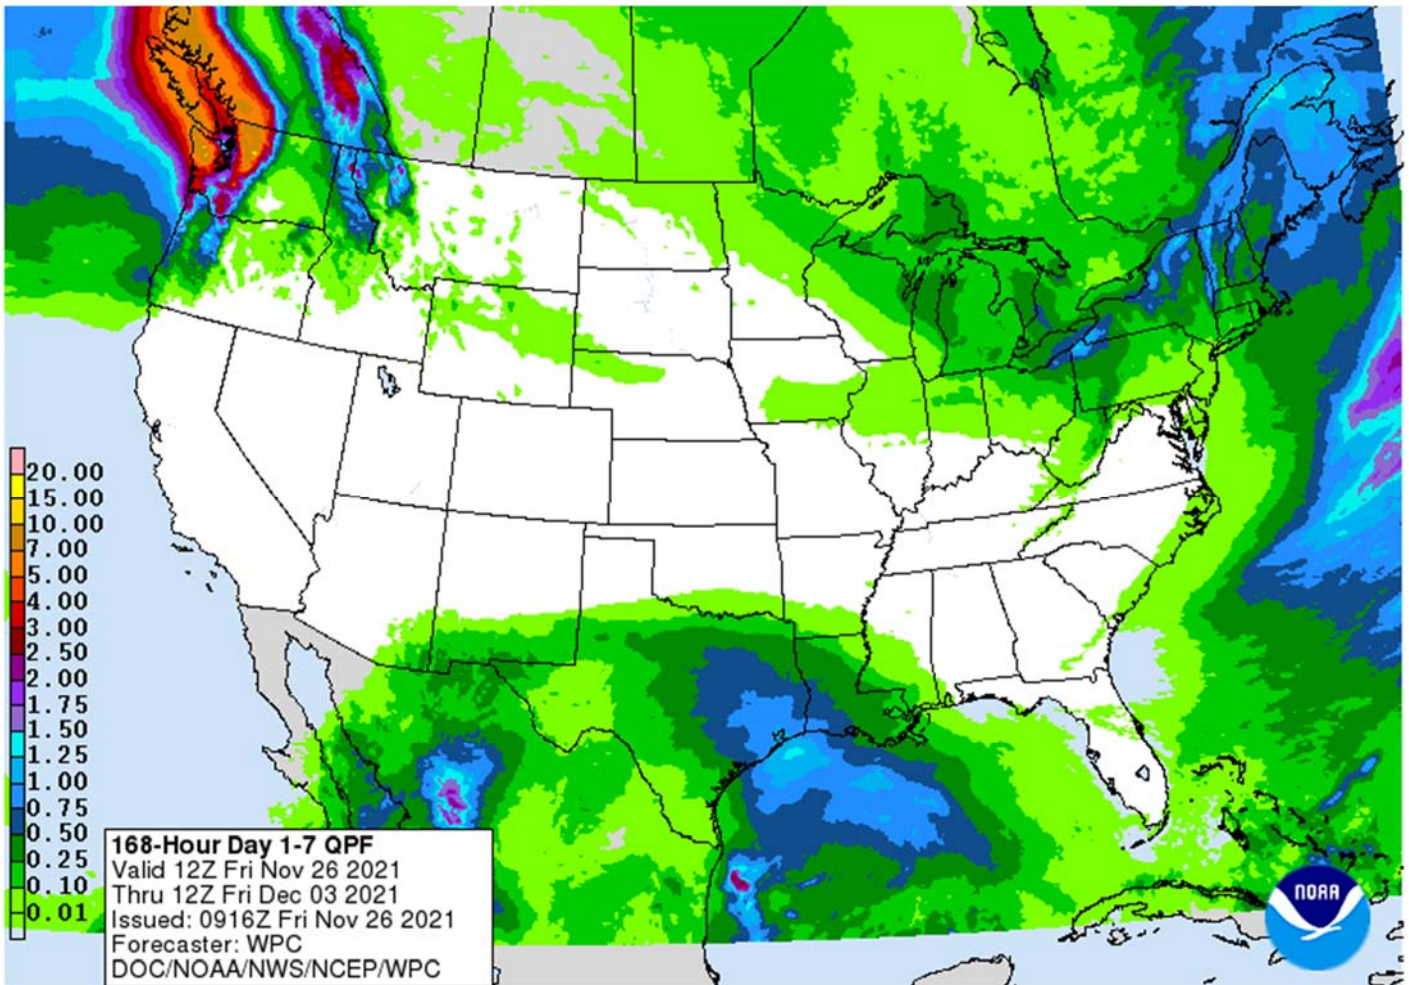 20.00
15.00
10.00
7.00
5.00
4.00
3.00
2.50
2.00
1.75
1.50
1.25
1.00
0.75
0.50
0.25
0.10
0.01
168-Hour Day 1-7 QPF
Valid 12Z Fri Nov 26 2021
Thru 12Z Fri Dec 03 2021
Issued: 0916Z Fri Nov 26 2021
Forecaster: WPC
DOC/NOAA/NWS/NCEP/WPC
NOAA